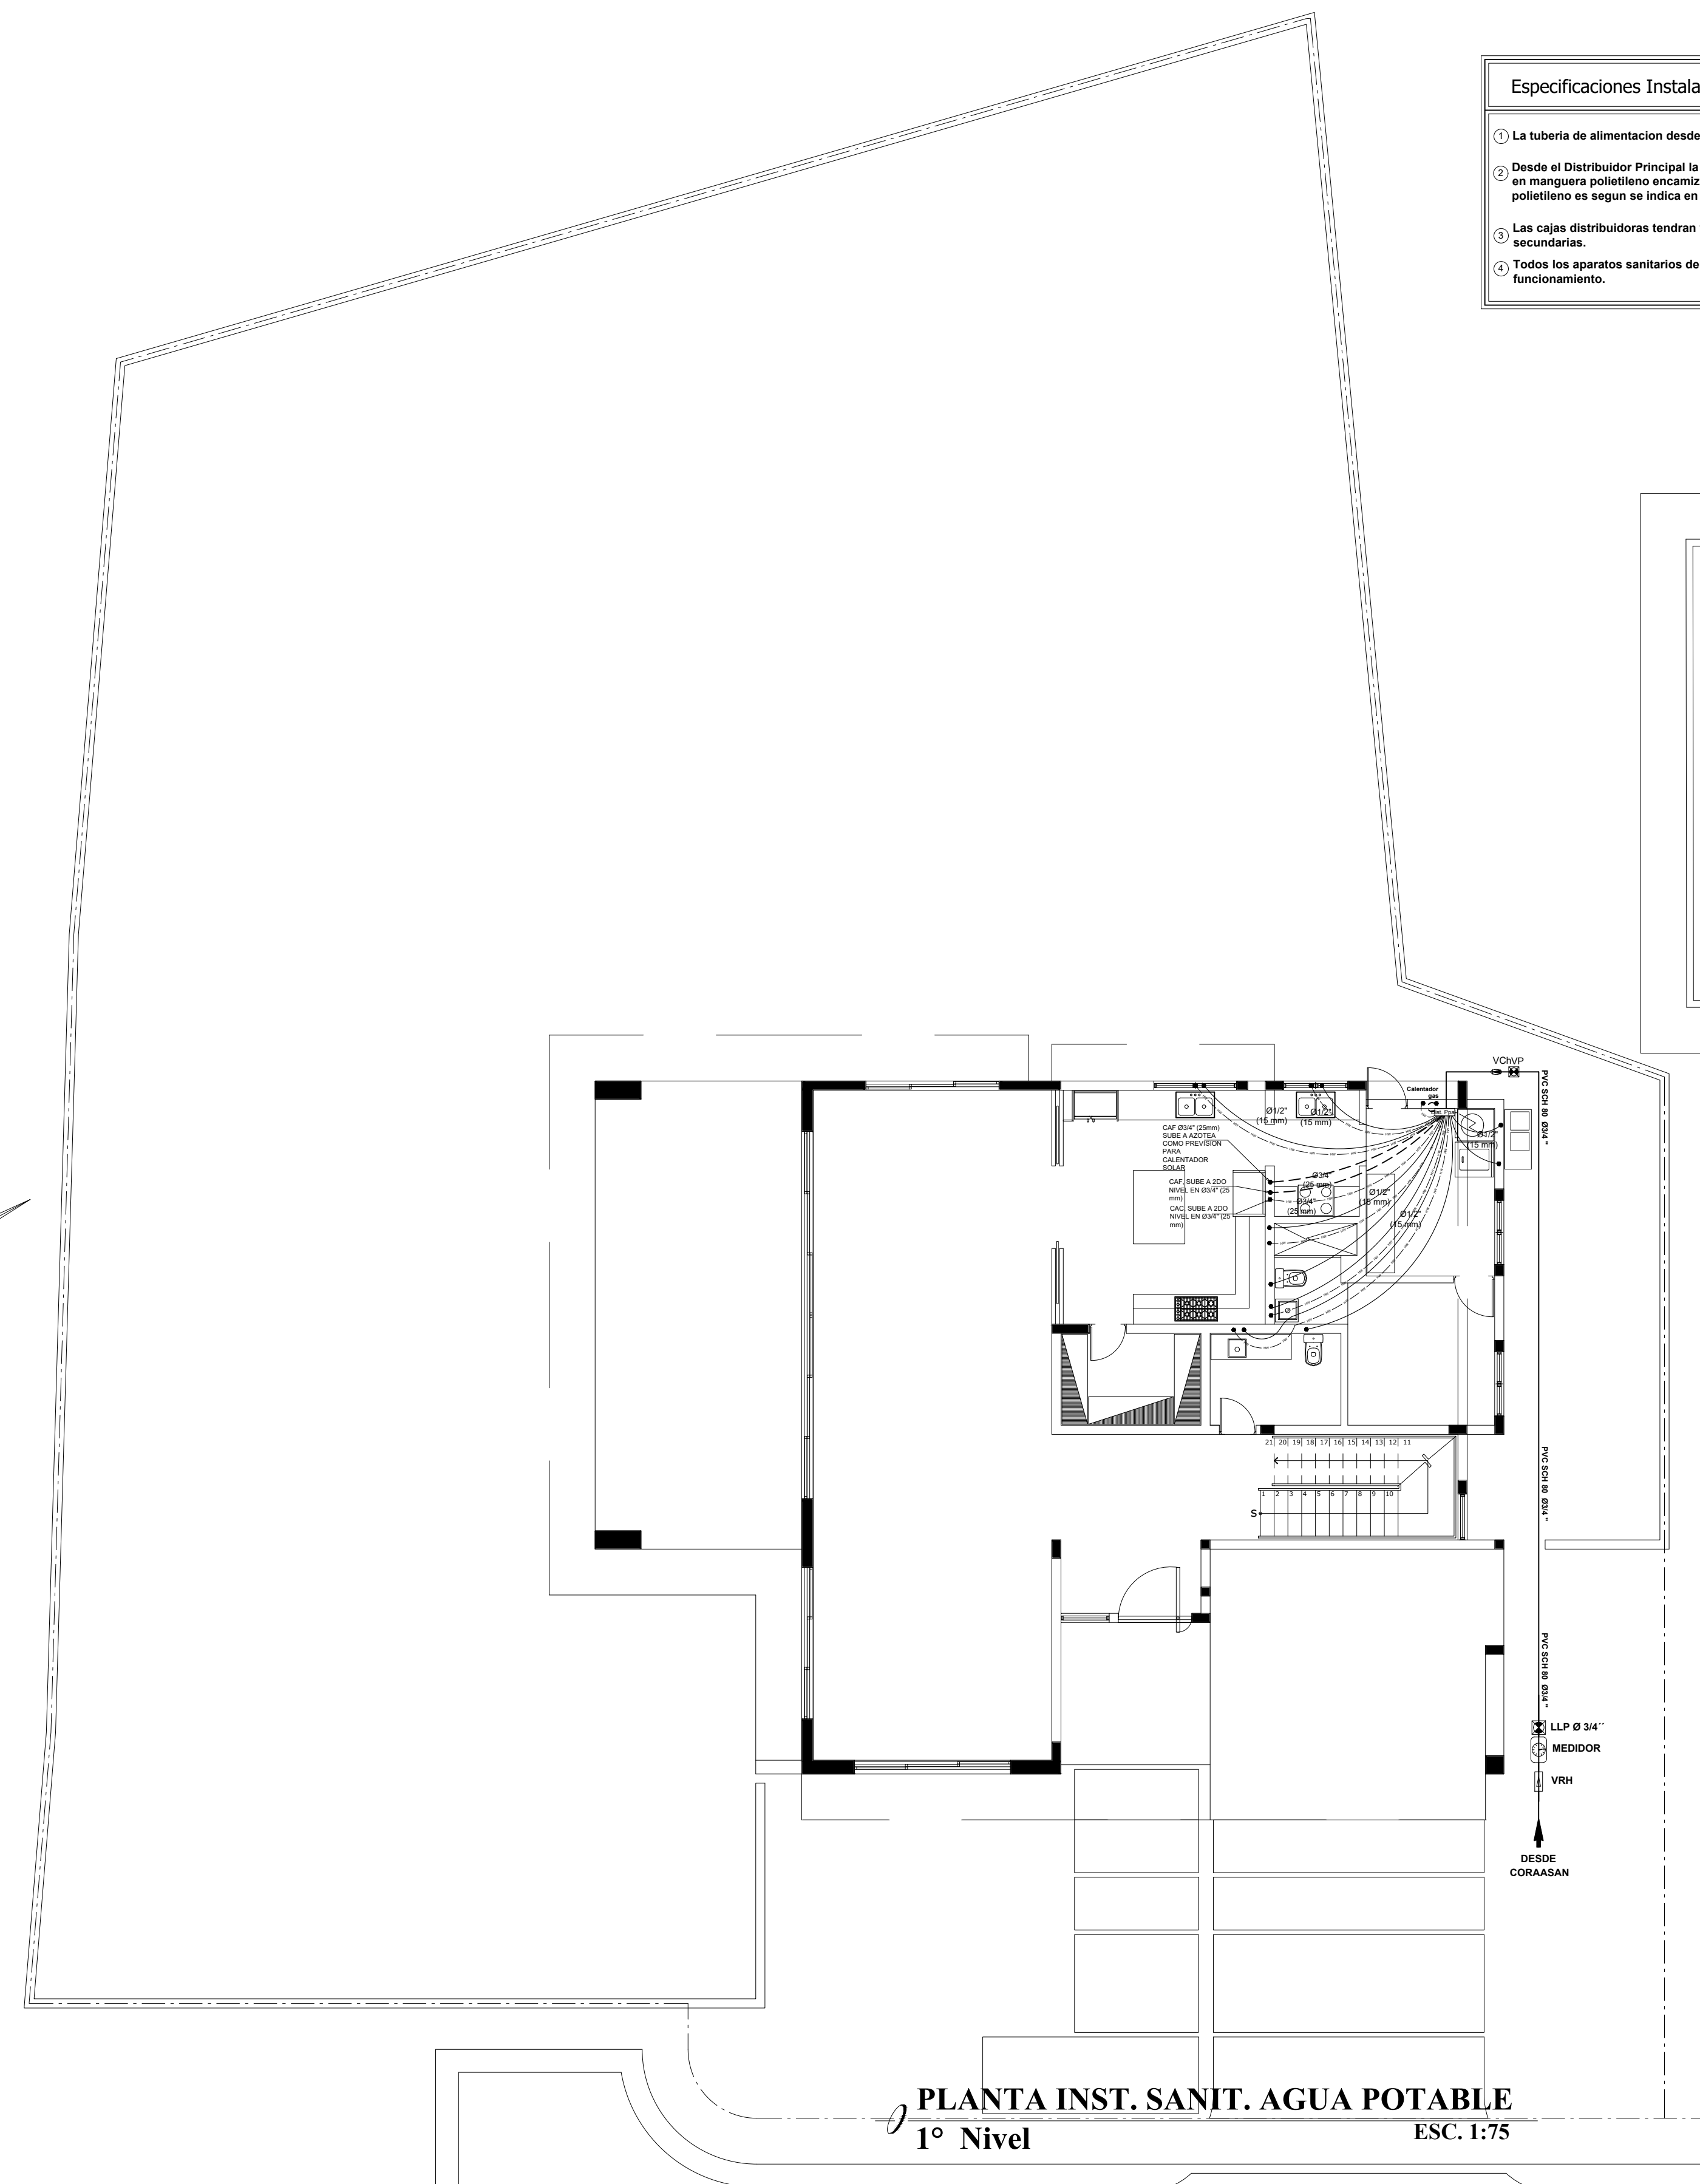 Especificaciones Instala
1 La tuberia de alimentacion desde
2 Desde el Distribuidor Principal la
en manguera polietileno encamiz
polietileno es segun se indica en
3 Las cajas distribuidoras tendran
secundarias.
4 Todos los aparatos sanitarios de
funcionamiento.
VChVP
PVC SCH 80 Ø3/4 "
Calentador
gas
Dist. Ppal.
Ø1/2"
(15 mm)
Ø1/2"
(15 mm)
Ø1/2"
(15 mm)
CAF Ø3/4" (25mm)
SUBE A AZOTEA
COMO PREVISION
PARA
CALENTADOR
SOLAR
CAF. SUBE A 2DO
NIVEL EN Ø3/4" (25
mm)
CAC. SUBE A 2DO
NIVEL EN Ø3/4" (25
mm)
Ø3/4"
(25 mm)
Ø3/4"
(25 mm)
Ø1/2"
(15 mm)
Ø1/2"
(15 mm)
21 20 19 18 17 16 15 14 13 12 11
1 2 3 4 5 6 7 8 9 10
S
PVC SCH 80 Ø3/4 "
PVC SCH 80 Ø3/4 "
LLP Ø 3/4´´
MEDIDOR
VRH
DESDE
CORAASAN
PLANTA INST. SANIT. AGUA POTABLE
1° Nivel
ESC. 1:75